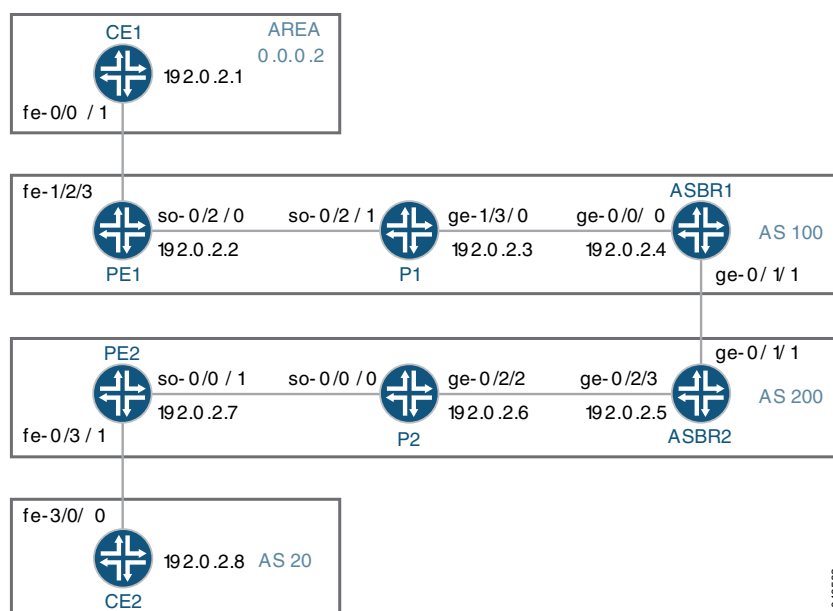 CE1
AREA
0.0.0.2
192.0.2.1
fe-0/0 / 1
fe-1/2/3
ASBR1
so-0/2 / 0
so-0/2 / 1
ge-1/3/ 0
ge-0/0/ 0
AS 100
192.0.2.2
192.0.2.3
192.0.2.4
PE1
P1
ge-0/ 1/ 1
PE2
ge-0/ 1/ 1
so-0/0 / 1
so-0/0 / 0
ge-0/2/2
ge-0/2/3
AS 200
192.0.2.7
192.0.2.6
192.0.2.5
fe-0/3 / 1
P2
ASBR2
fe-3/0/ 0
192.0.2.8 AS 20
CE2